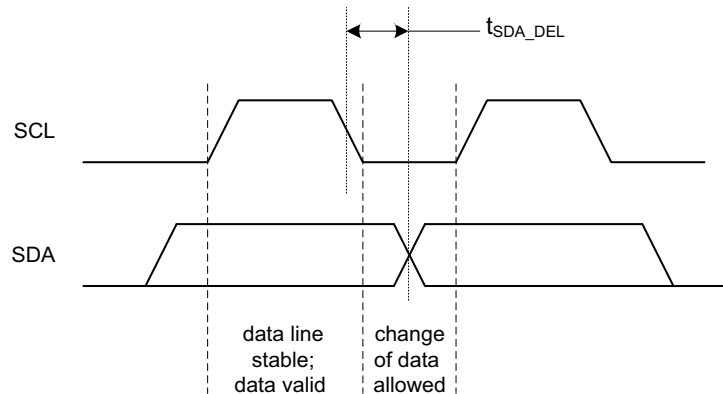 tSDA_DEL
SCL
SDA
data line
stable;
data valid
change
of data
allowed